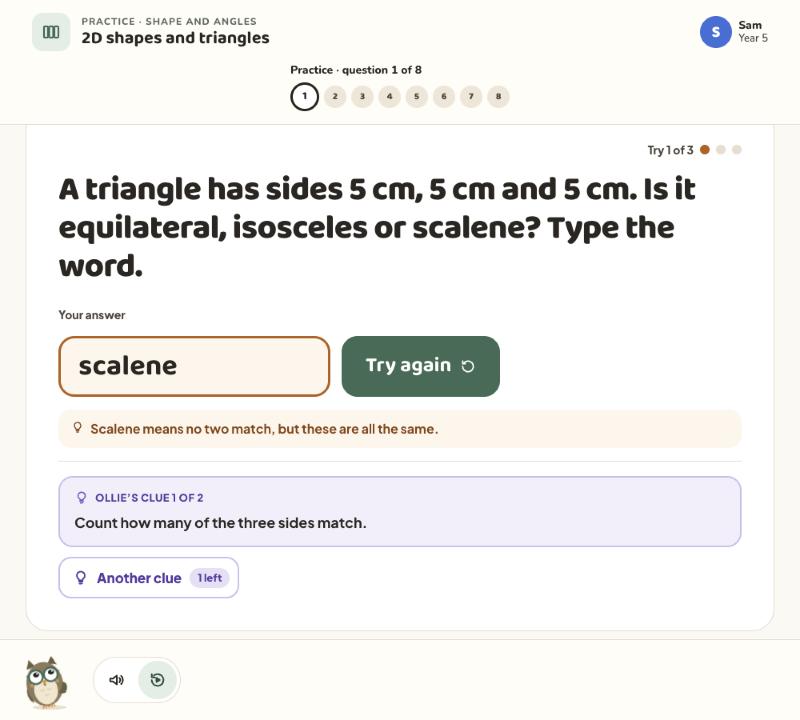 PRACTICE · SHAPE AND ANGLES
2D shapes and triangles
S
Sam
Year 5
Practice · question 1 of 8
1 2 3 4 5 6 7 8
Try 1 of 3
A triangle has sides 5 cm, 5 cm and 5 cm. Is it
equilateral, isosceles or scalene? Type the
word.
Your answer
scalene
Try again
Scalene means no two match, but these are all the same.
OLLIE'S CLUE 1 OF 2
Count how many of the three sides match.
Another clue 1 left